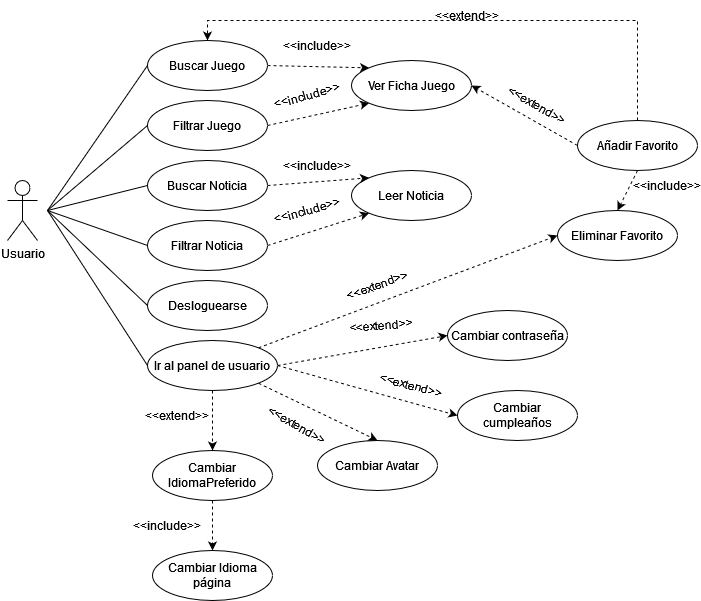 <<extend>>
<<include>>
Buscar Juego
Ver Ficha Juego
<<include>>
<<extend>>
Filtrar Juego
Añadir Favorito
<<include>>
Buscar Noticia
<<include>>
Leer Noticia
<<include>>
Usuario
Filtrar Noticia
Eliminar Favorito
<<extend>>
Desloguearse
<<extend>>
Cambiar contraseña
Ir al panel de usuario
<<extend>>
Cambiar
cumpleaños
<<extend>>
<<extend>>
Cambiar Avatar
Cambiar
IdiomaPreferido
<<include>>
Cambiar Idioma
página